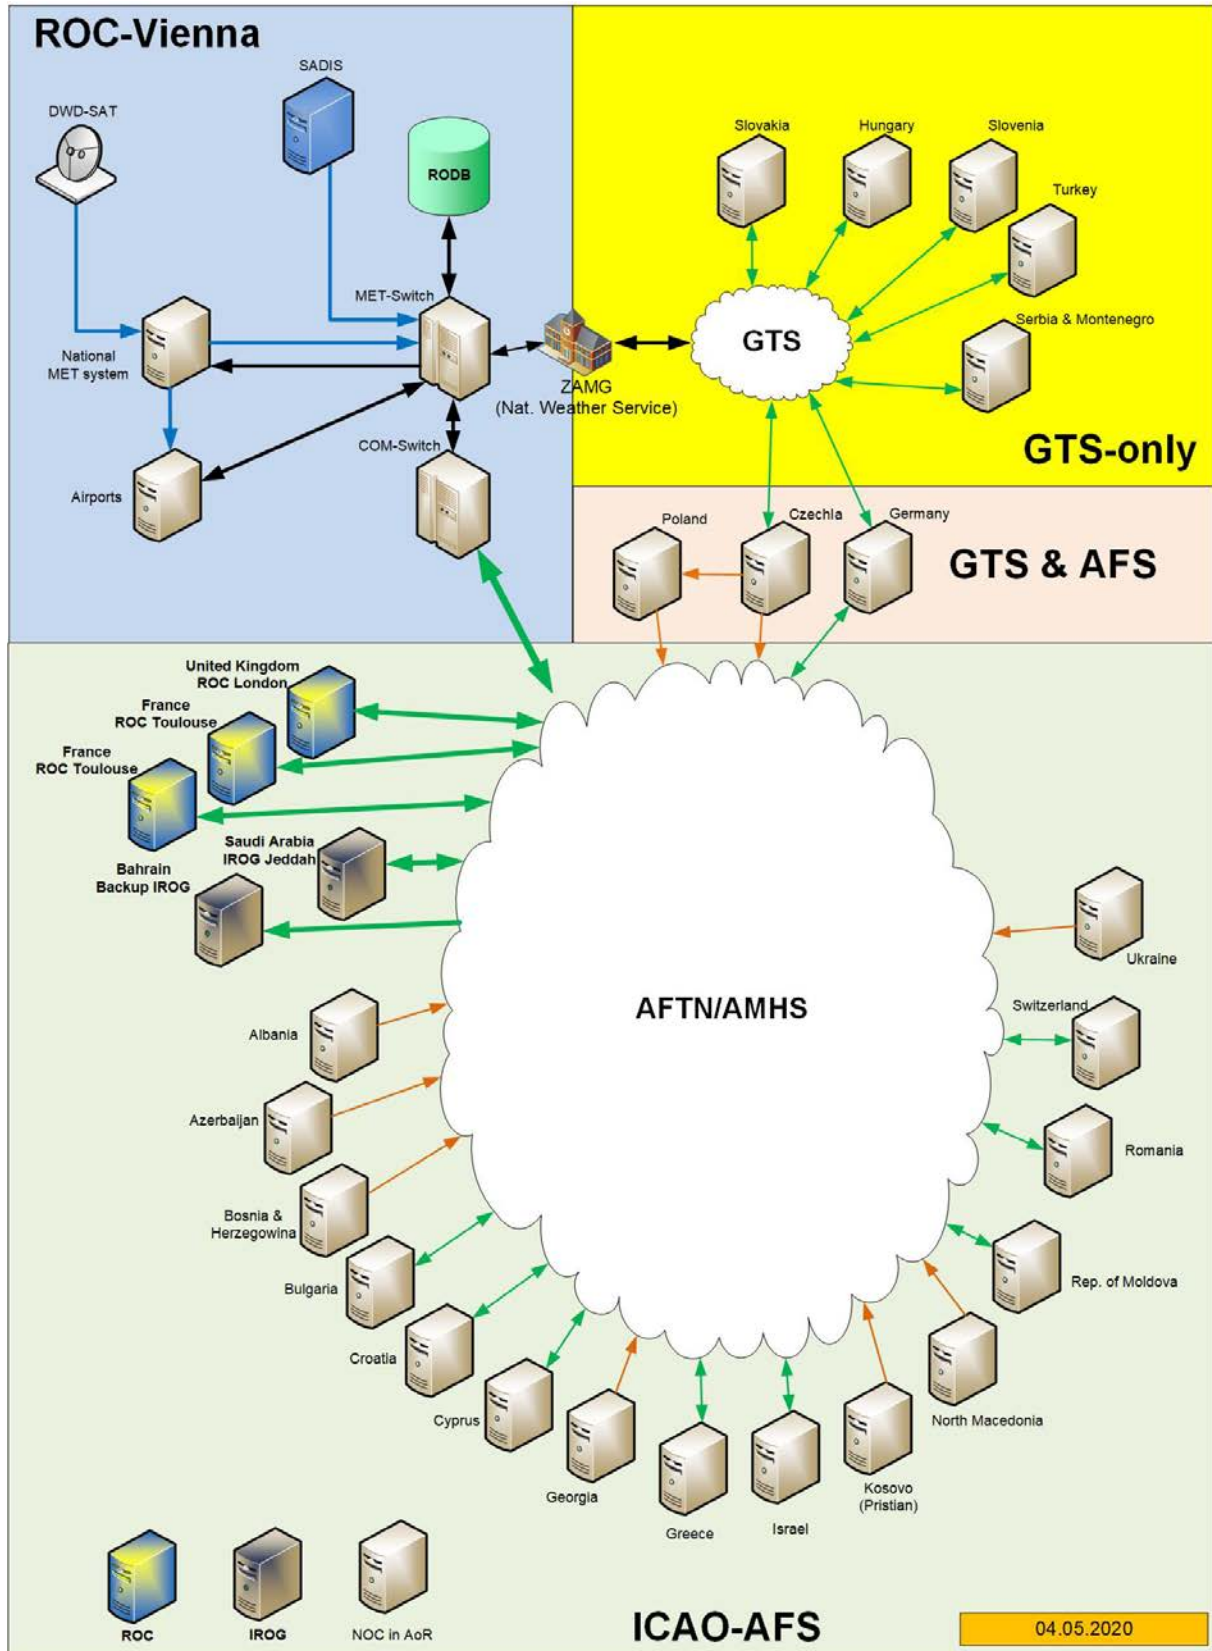 ROC-Vienna
SADIS
DWD-SAT
RODB
MET-Switch
National
MET system
ZAMG
(Nat. Weather Service)
COM-Switch
Airports
Slovakia
Hungary
Slovenia
Turkey
GTS
Serbia & Montenegro
GTS-only
Poland
Czechia
Germany
GTS & AFS
United Kingdom
ROC London
France
ROC Toulouse
France
ROC Toulouse
Saudi Arabia
IROG Jeddah
Bahrain
Backup IROG
AFTN/AMHS
Ukraine
Switzerland
Albania
Azerbaijan
Romania
Bosnia &
Herzegowina
Bulgaria
Rep. of Moldova
Croatia
Cyprus
North Macedonia
Georgia
Kosovo
(Pristian)
Greece
Israel
ROC
IROG
NOC in AoR
ICAO-AFS
04.05.2020